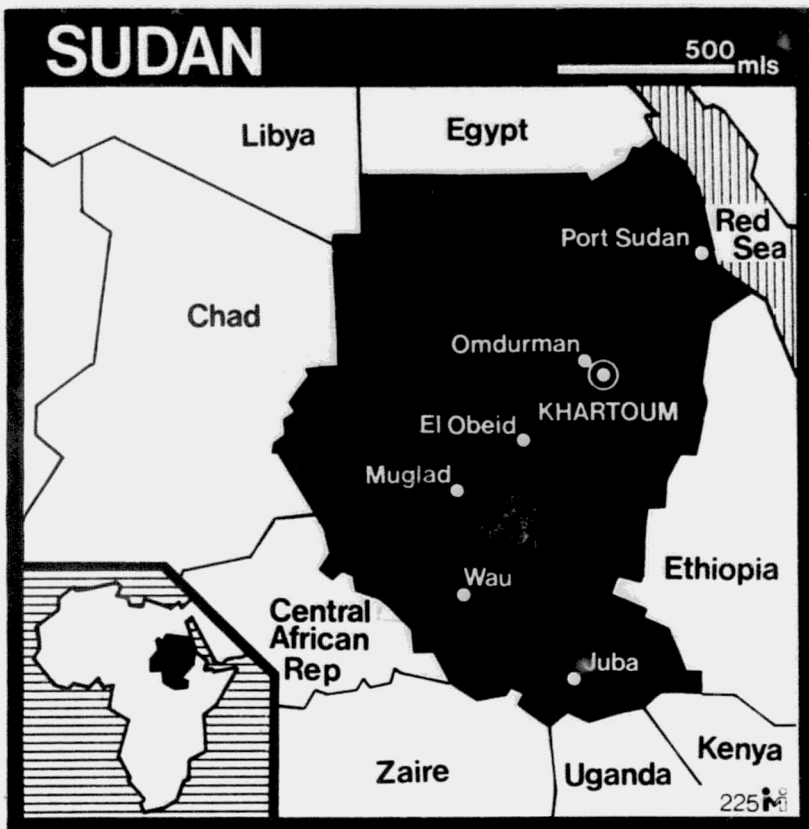 SUDAN
500 mls
Libya
Egypt
Red
Sea
Port Sudan
Chad
Omdurman
KHARTOUM
El Obeid
Muglad
Ethiopia
Wau
Central
African
Rep
Juba
Zaire
Uganda
Kenya
225